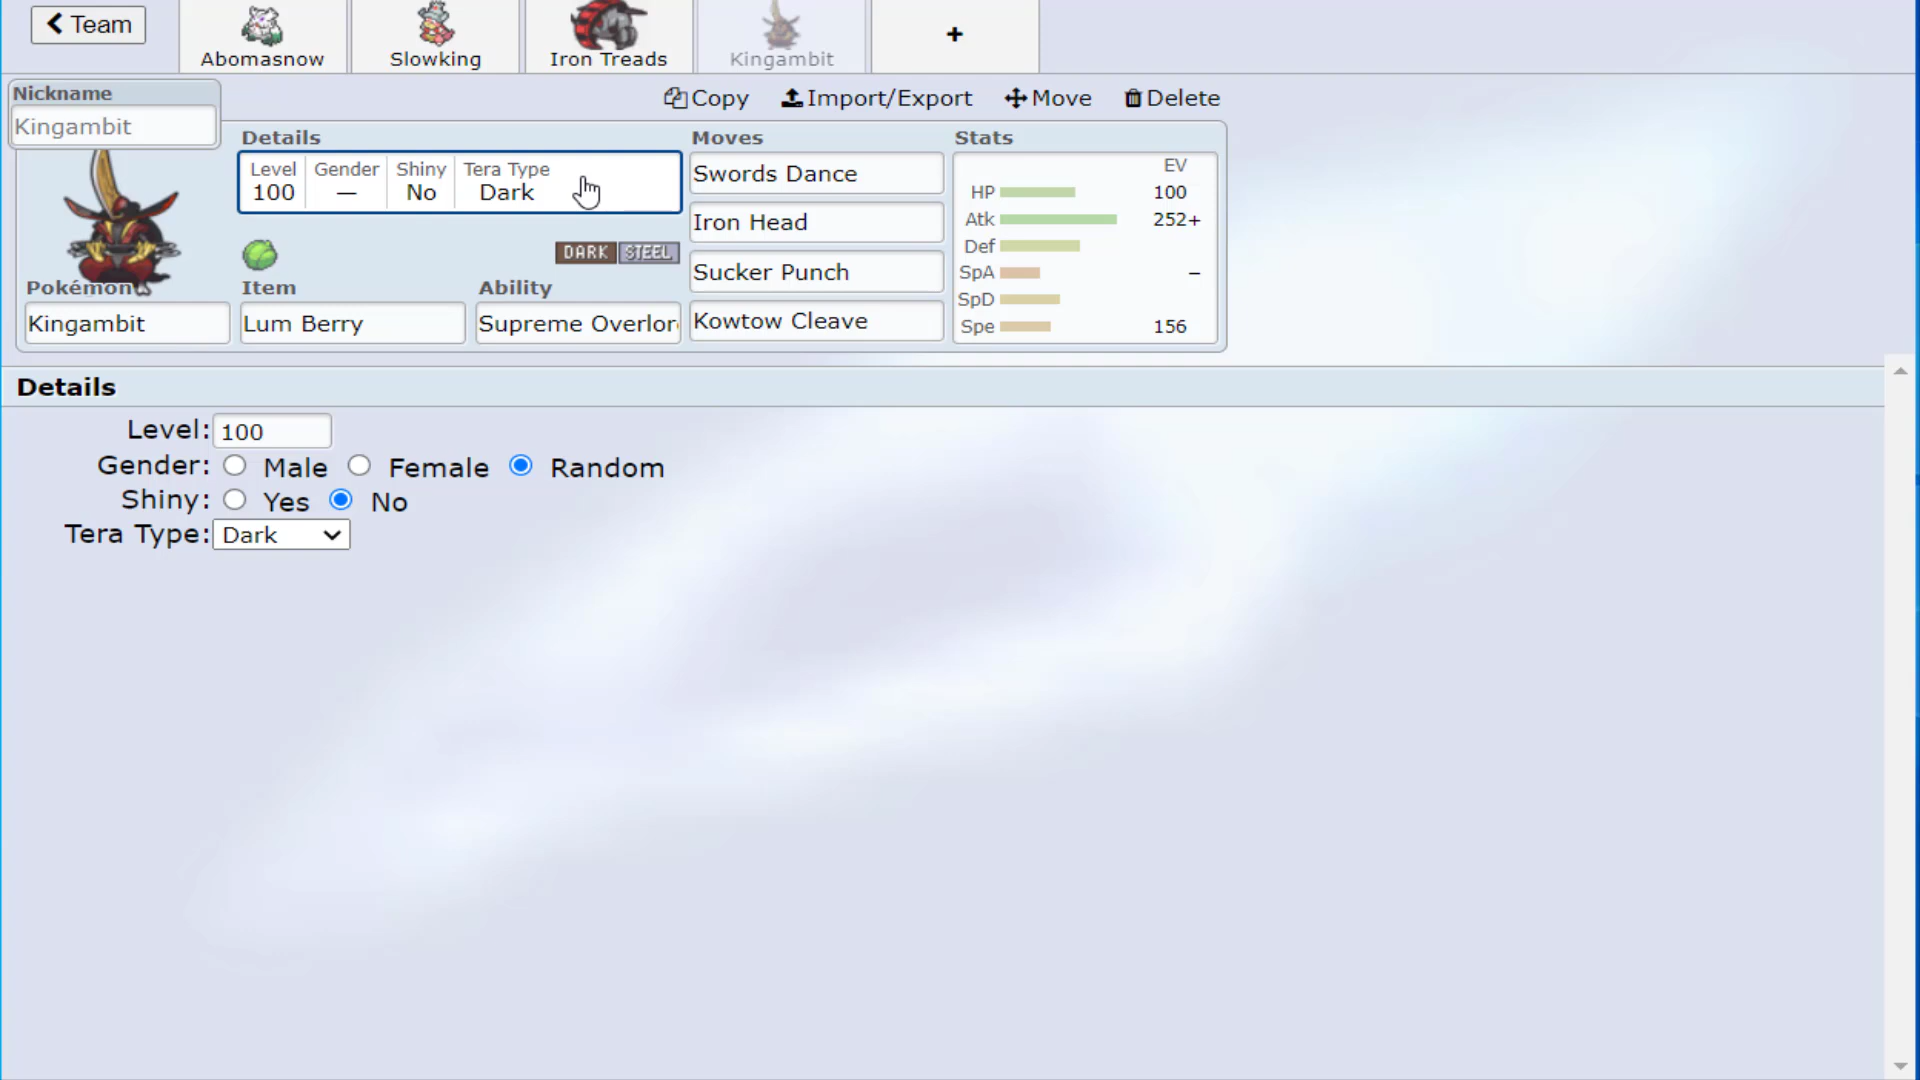 Team
Abomasnow
Slowking
Iron Treads
Kingambit
+
Nickname
Kingambit
Copy
Import/Export
Move
Delete
Details
Level
100
Gender
—
Shiny
No
Tera Type
Dark
DARK
STEEL
Pokémon
Kingambit
Item
Lum Berry
Ability
Supreme Overlor
Moves
Swords Dance
Iron Head
Sucker Punch
Kowtow Cleave
Stats
EV
HP 100
Atk 252+
Def
SpA –
SpD
Spe 156
Details
Level: 100
Gender: Male Female Random
Shiny: Yes No
Tera Type: Dark